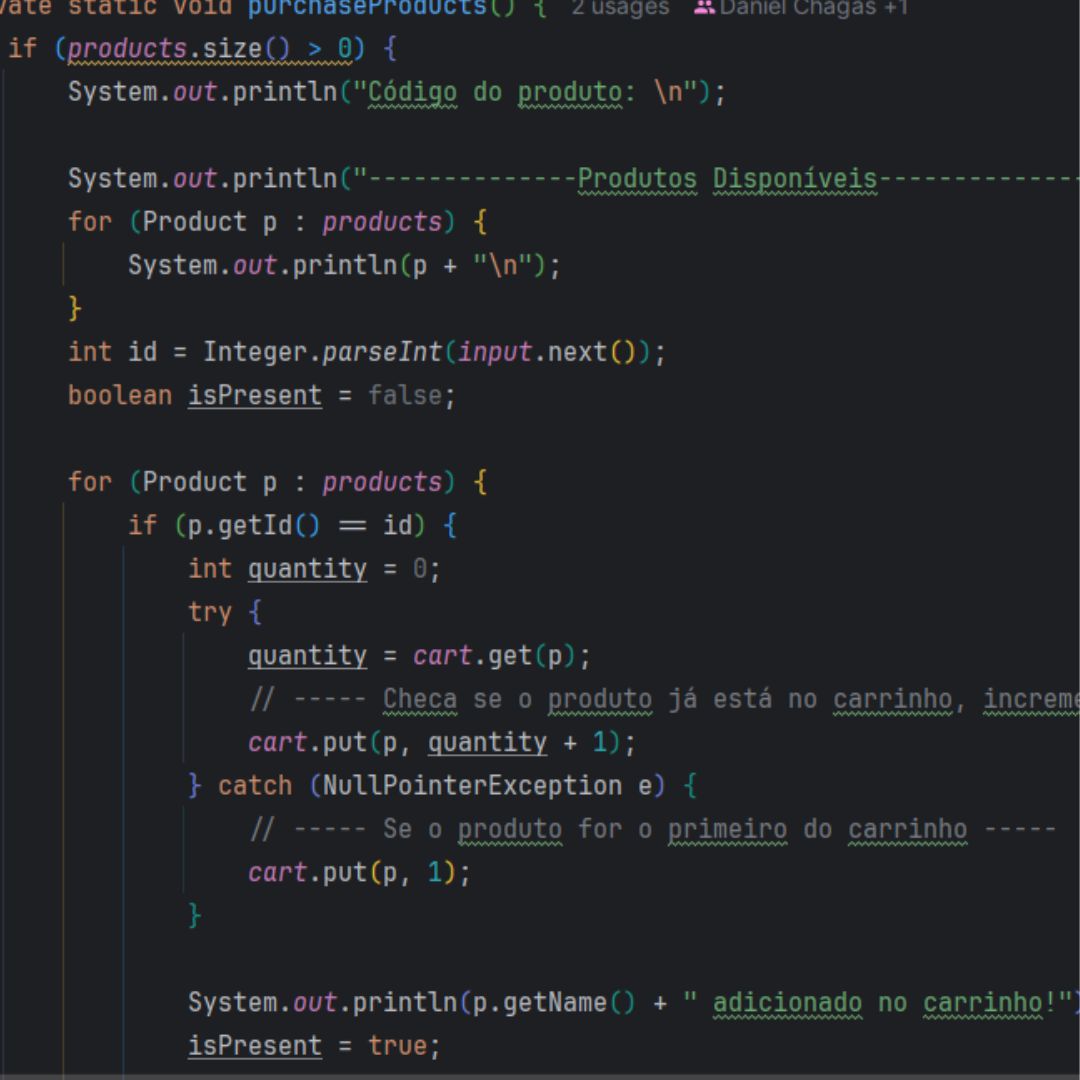 vate static void purchaseProducts() { 2 usages Daniel Chagas +1
if (products.size() > 0) {
System.out.println("Código do produto: \n");
System.out.println("--------------Produtos Disponíveis--------------
for (Product p : products) {
System.out.println(p + "\n");
}
int id = Integer.parseInt(input.next());
boolean isPresent = false;
for (Product p : products) {
if (p.getId() == id) {
int quantity = 0;
try {
quantity = cart.get(p);
// ----- Checa se o produto já está no carrinho, increme
cart.put(p, quantity + 1);
} catch (NullPointerException e) {
// ----- Se o produto for o primeiro do carrinho -----
cart.put(p, 1);
}
System.out.println(p.getName() + " adicionado no carrinho!")
isPresent = true;